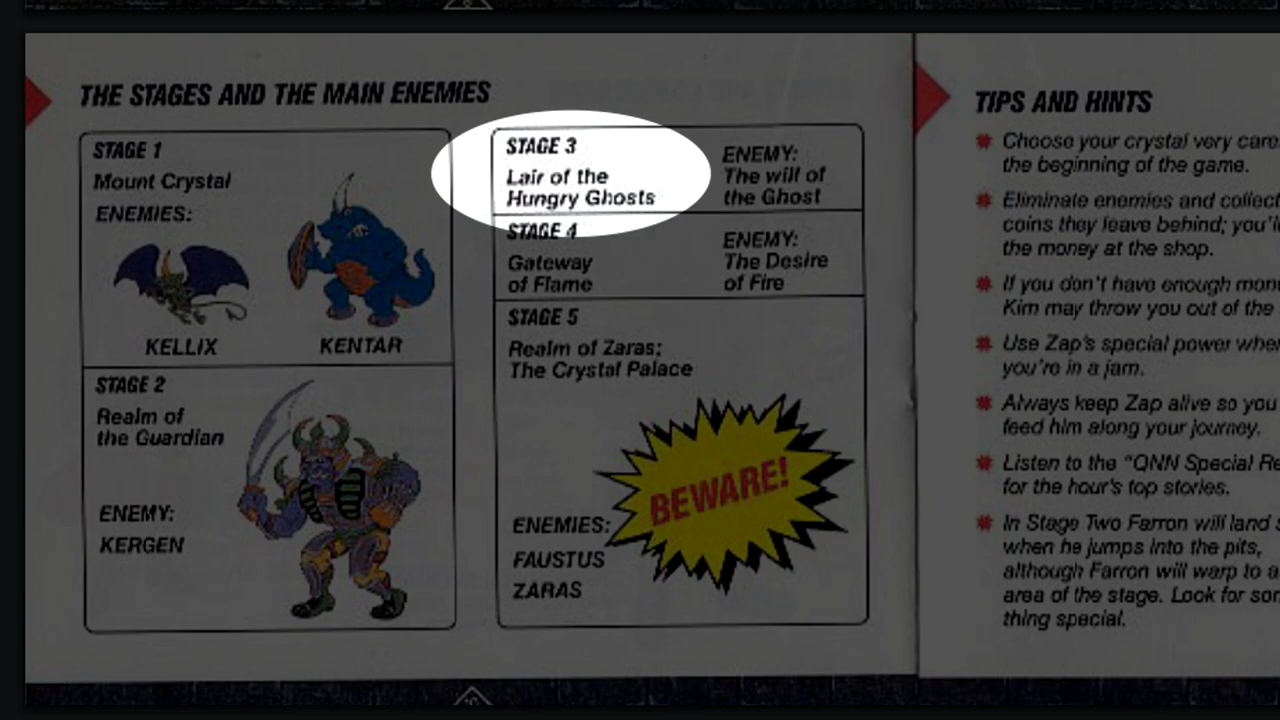 THE STAGES AND THE MAIN ENEMIES
STAGE 1
Mount Crystal
ENEMIES:
KELLIX
KENTAR
STAGE 2
Realm of
the Guardian
ENEMY:
KERGEN
STAGE 3
Lair of the
Hungry Ghosts
ENEMY:
The will of
the Ghost
STAGE 4
Gateway
of Flame
ENEMY:
The Desire
of Fire
STAGE 5
Realm of Zaras;
The Crystal Palace
BEWARE!
ENEMIES:
FAUSTUS
ZARAS
TIPS AND HINTS
Choose your crystal very
the beginning of the game.
Eliminate enemies and
coins they leave behind;
the money at the shop.
If you don't have enough
Kim may throw you out of the
Use Zap's special power
you're in a jam.
Always keep Zap alive so you
feed him along your journey.
Listen to the "QNN Special
for the hour's top stories.
In Stage Two Farron will land
when he jumps into the pits,
although Farron will warp to a
area of the stage. Look for
thing special.